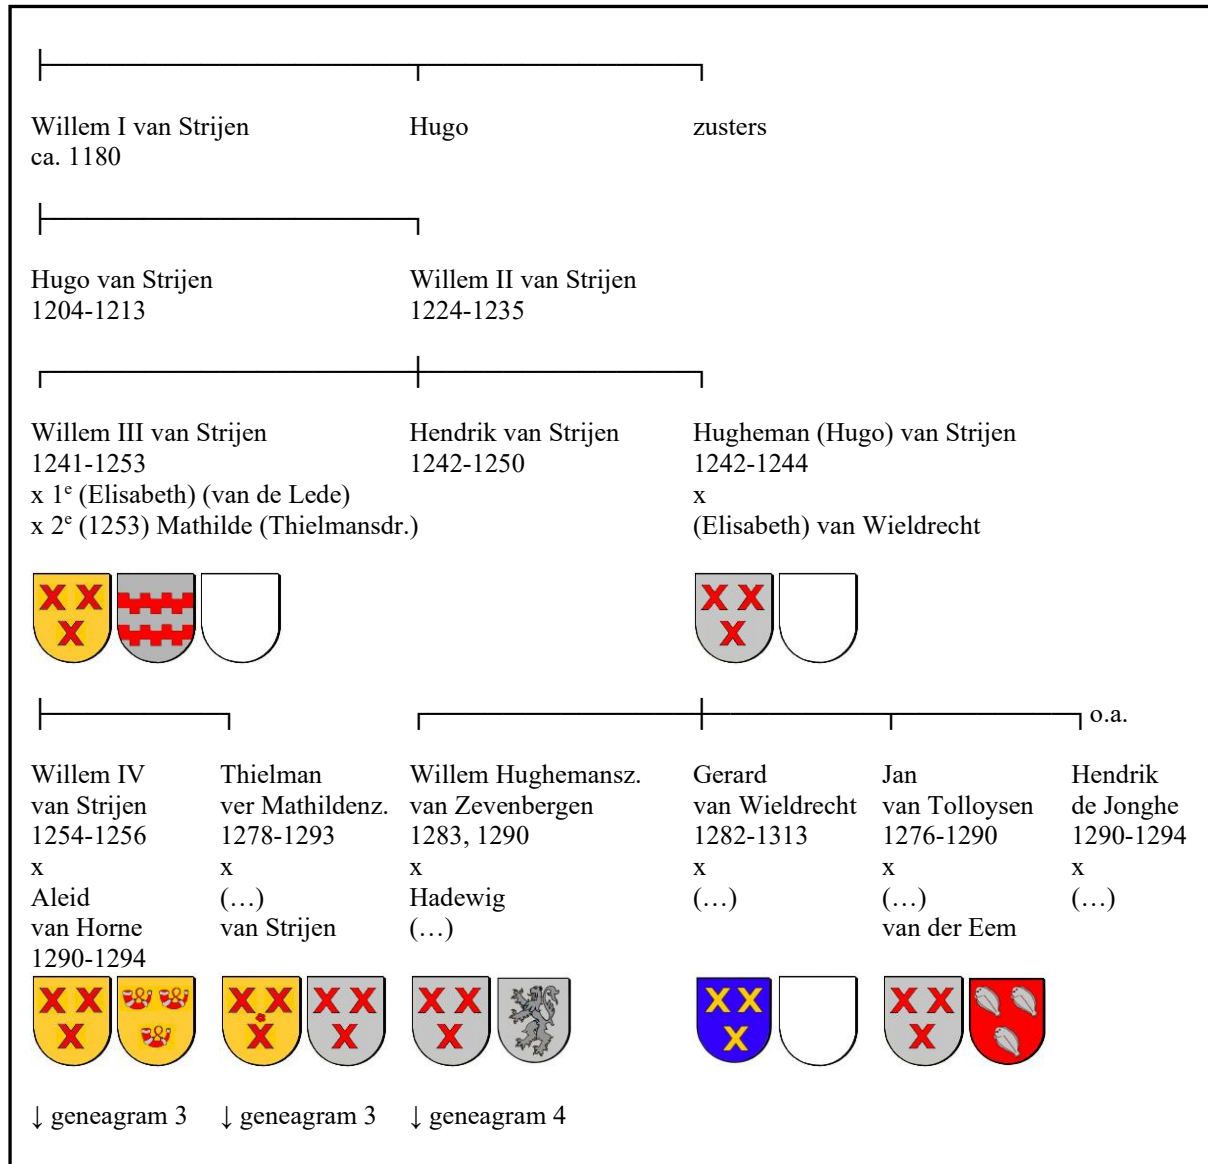 Willem I van Strijen Hugo zusters
ca. 1180
Hugo van Strijen Willem II van Strijen
1204-1213 1224-1235
Willem III van Strijen Hendrik van Strijen Hugheman (Hugo) van Strijen
1241-1253 1242-1250 1242-1244
x 1e (Elisabeth) (van de Lede) x
x 2e (1253) Mathilde (Thielmansdr.) (Elisabeth) van Wieldrecht
o.a.
Willem IV Thielman Willem Hughemansz. Gerard Jan Hendrik
van Strijen ver Mathildenz. van Zevenbergen van Wieldrecht van Tolloysen de Jonghe
1254-1256 1278-1293 1283, 1290 1282-1313 1276-1290 1290-1294
x x x x x x
Aleid (…) Hadewig (…) (…) (…)
van Horne van Strijen (…) van der Eem
1290-1294
↓ geneagram 3 ↓ geneagram 3 ↓ geneagram 4